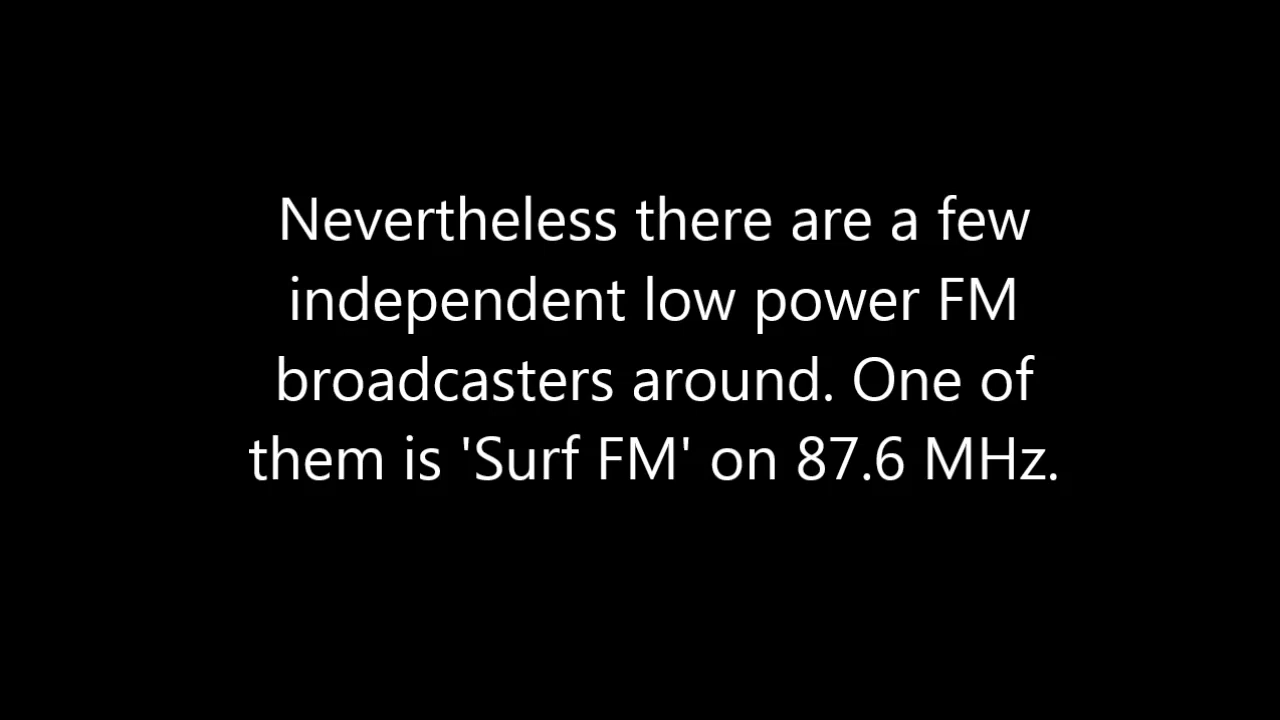 Nevertheless there are a few
independent low power FM
broadcasters around. One of
them is 'Surf FM' on 87.6 MHz.